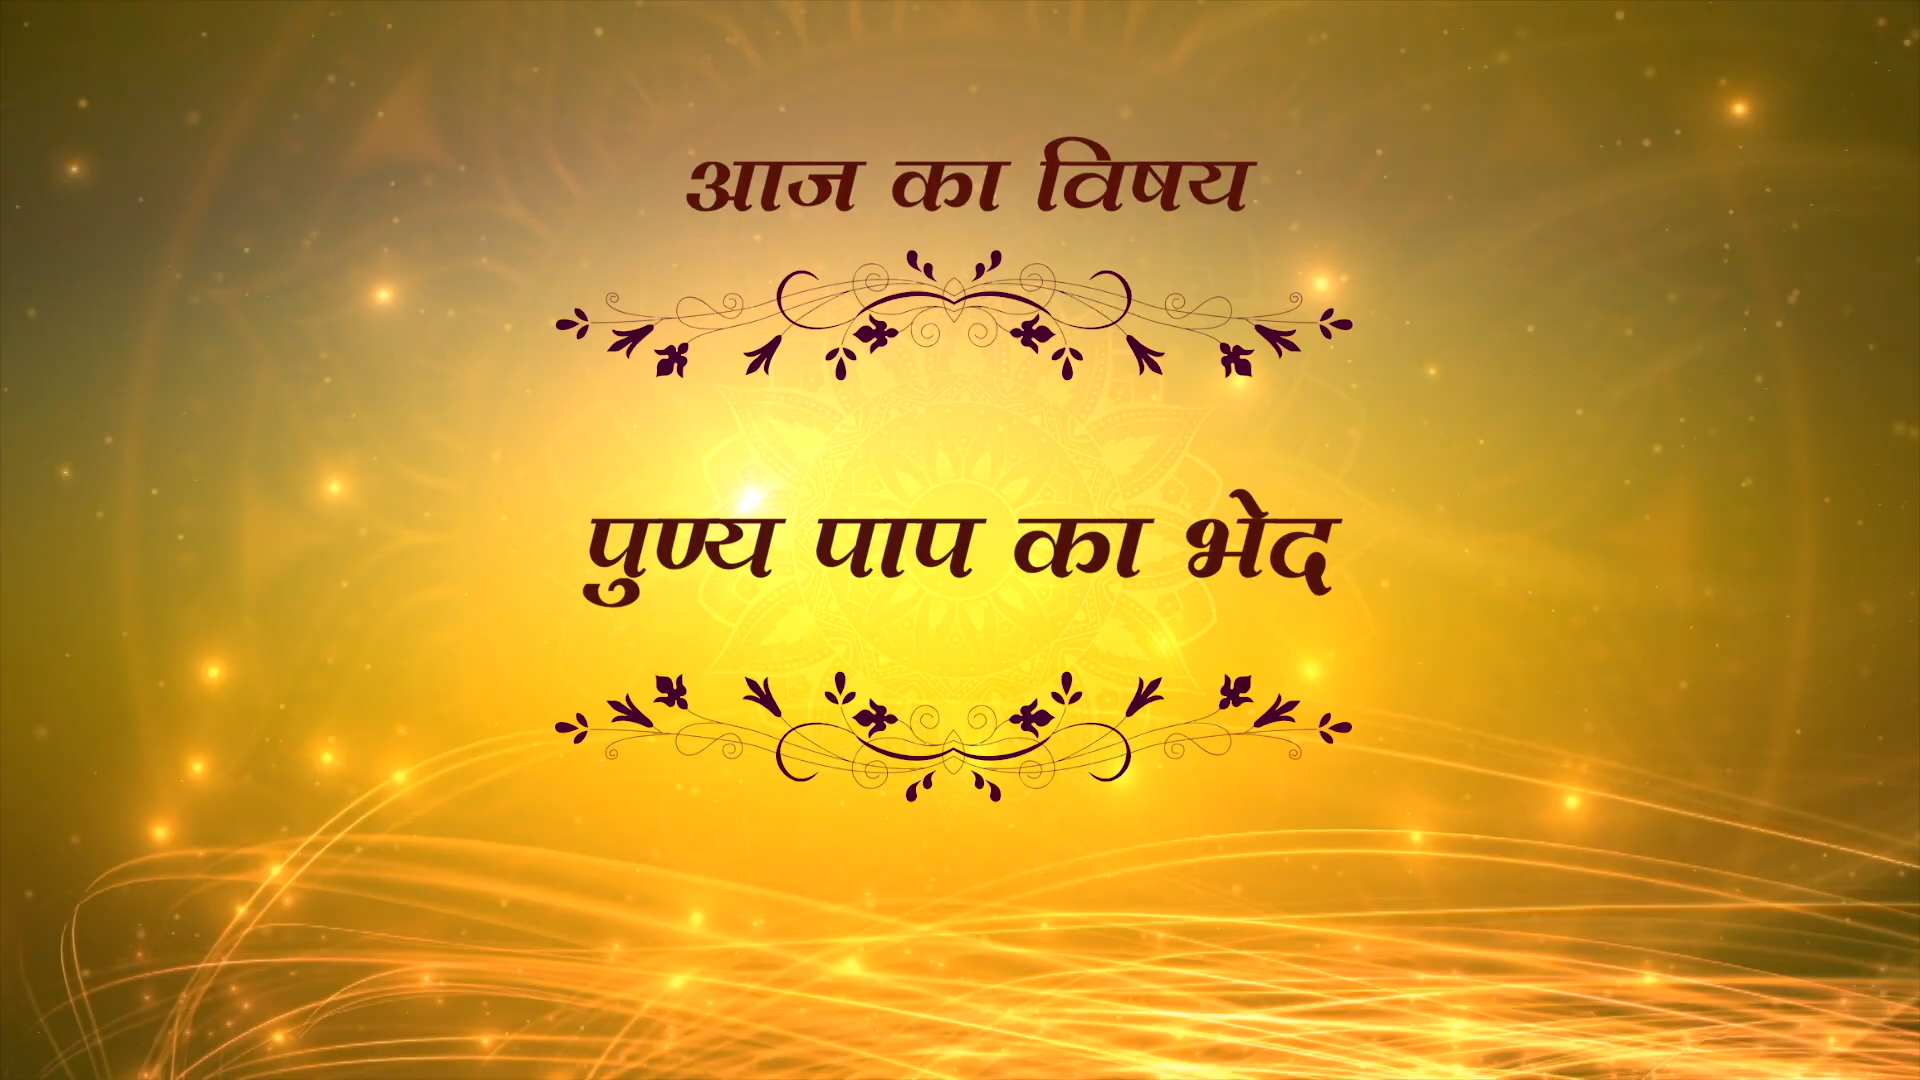 आज का विषय
पुण्य पाप का भेद